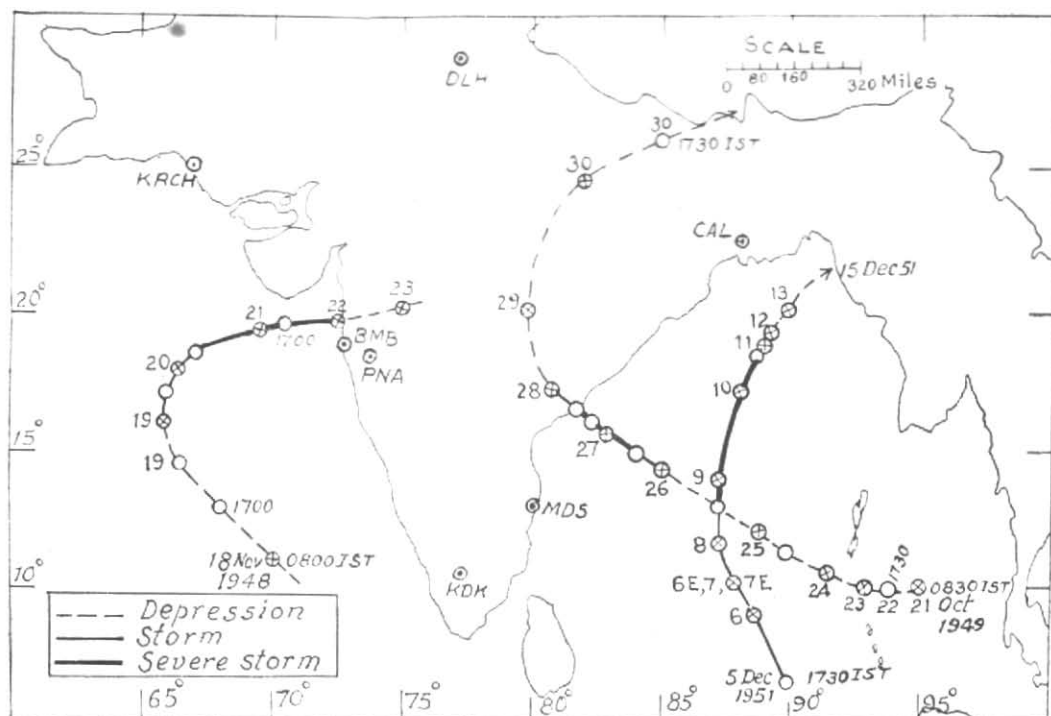 SCALE
0 80 160 320 Miles
DLH
30
1730 IST
25°
KRCH
30
CAL
15 Dec 51
20°
23
29
13
21
22
12
1700
BMB
11
20
PNA
28
10
19
27
15°
19
26
9
1700
MDS
8
25
18 Nov 0800 IST
1948
KDK
6E,7, 7E
24
1730
10°
23
22
21 Oct
0830 IST
1949
6
Depression
Storm
Severe storm
5 Dec 1730 IST
1951
65° 70° 75° 80° 85° 90° 95°